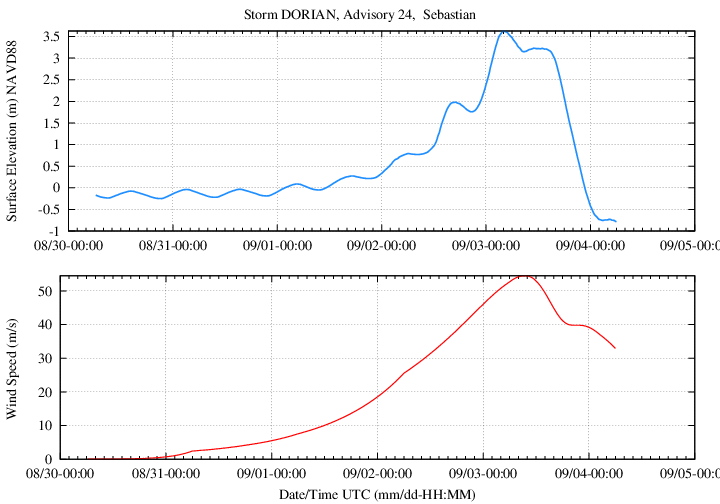 Storm DORIAN, Advisory 24, Sebastian
Surface Elevation (m) NAVD88
3.5
3
2.5
2
1.5
1
0.5
0
-0.5
-1
08/30-00:00 08/31-00:00 09/01-00:00 09/02-00:00 09/03-00:00 09/04-00:00 09/05-00:00
Wind Speed (m/s)
50
40
30
20
10
0
08/30-00:00 08/31-00:00 09/01-00:00 09/02-00:00 09/03-00:00 09/04-00:00 09/05-00:0
Date/Time UTC (mm/dd-HH:MM)